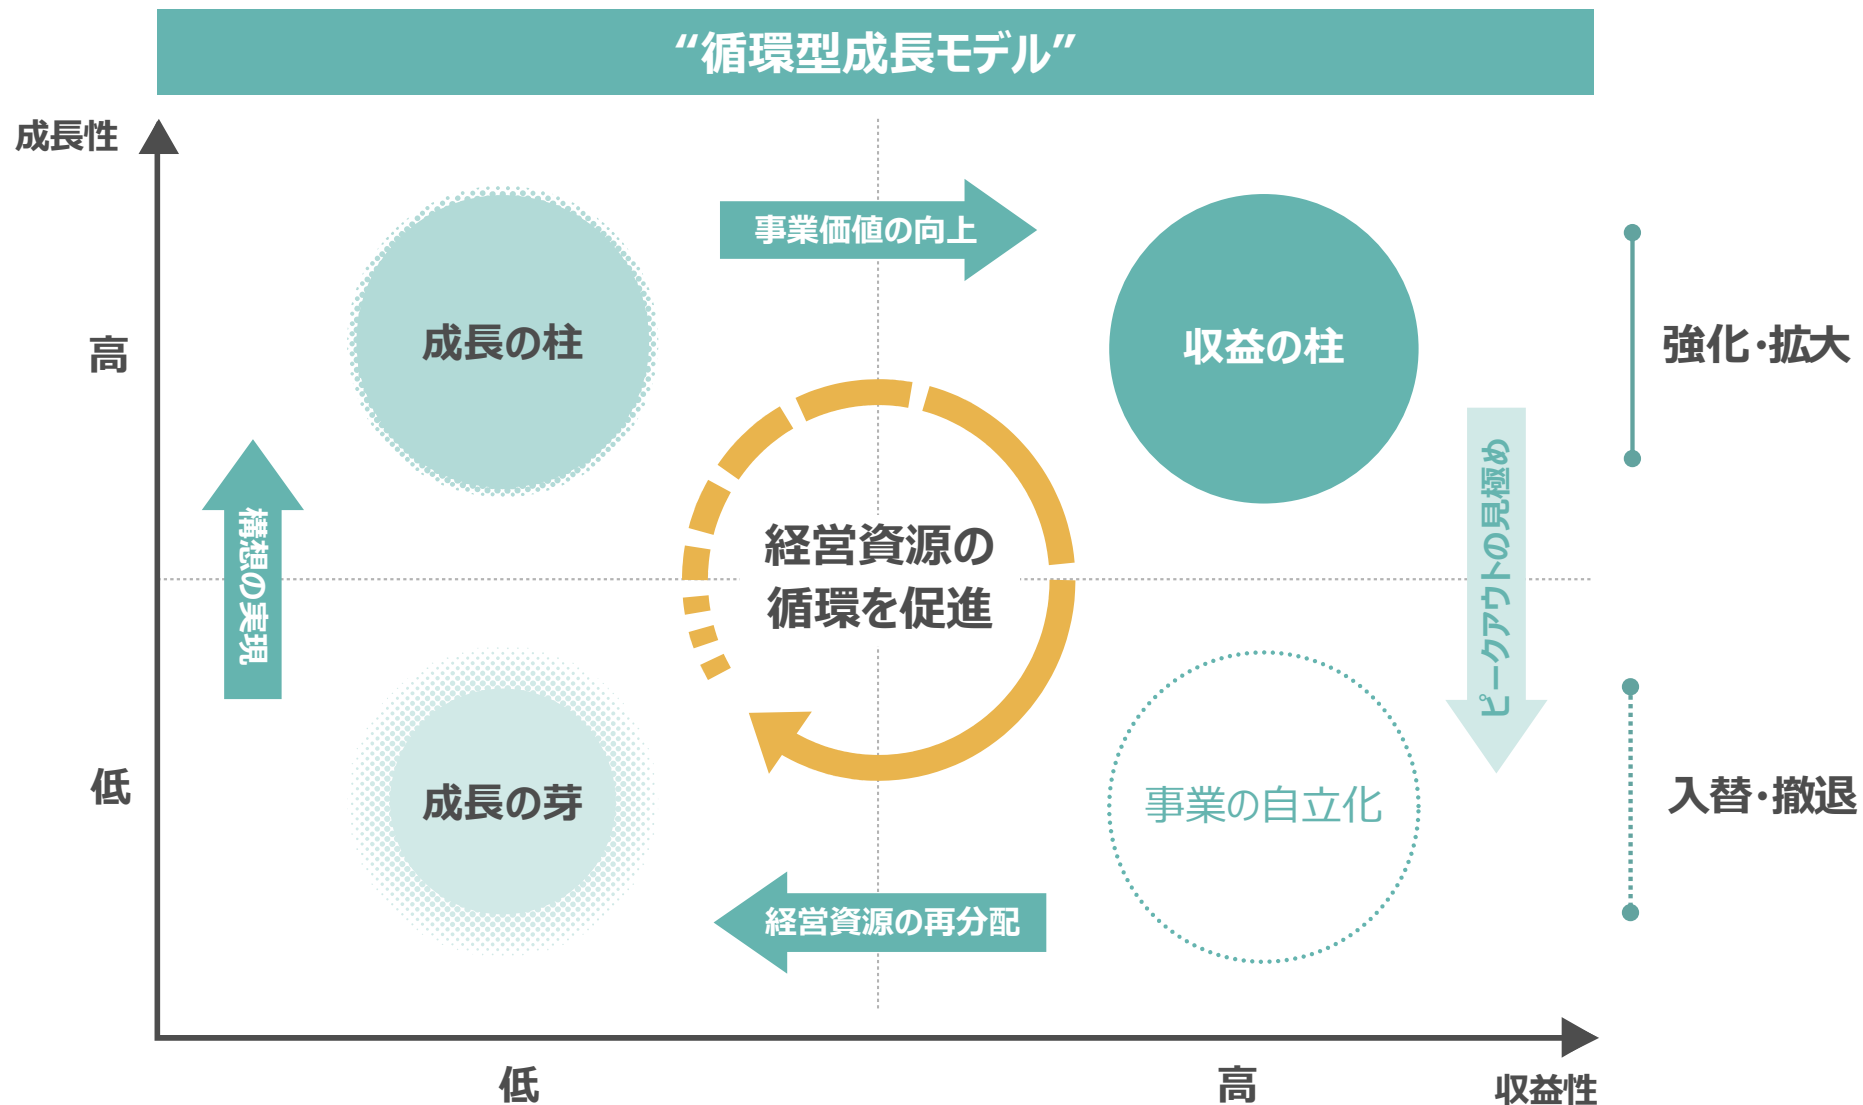 “循環型成長モデル”
成長性
事業価値の向上
高
成長の柱
収益の柱
強化・拡大
構想の実現
経営資源の
循環を促進
ピークアウトの見極め
低
成長の芽
事業の自立化
入替・撤退
経営資源の再分配
低
高
収益性